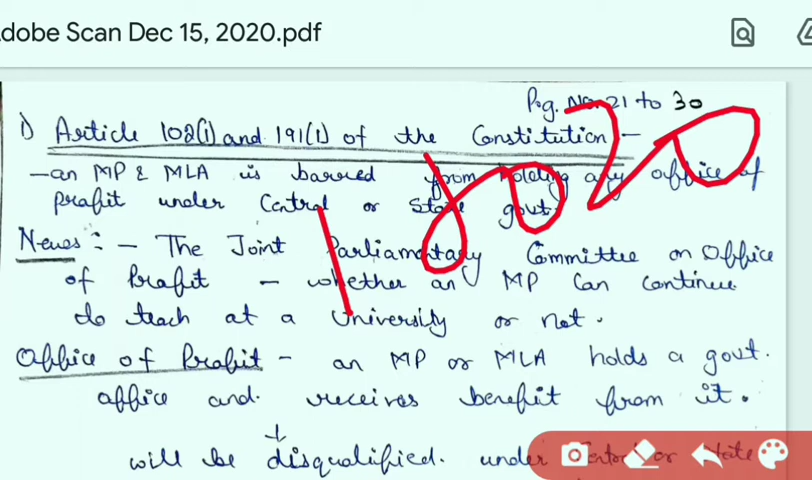 dobe Scan Dec 15, 2020.pdf
Pg. No. 21 to 30
1) Article 102(1) and 191(1) of the Constitution -
- an MP & MLA is barred from holding any office of
profit under Central or State govt.
News: - The Joint Parliamentary Committee on Office
of Profit - whether an MP can continue
to teach at a University or not.
Office of Profit - an MP or MLA holds a govt.
office and receives benefit from it.
↓
will be disqualified. under or State